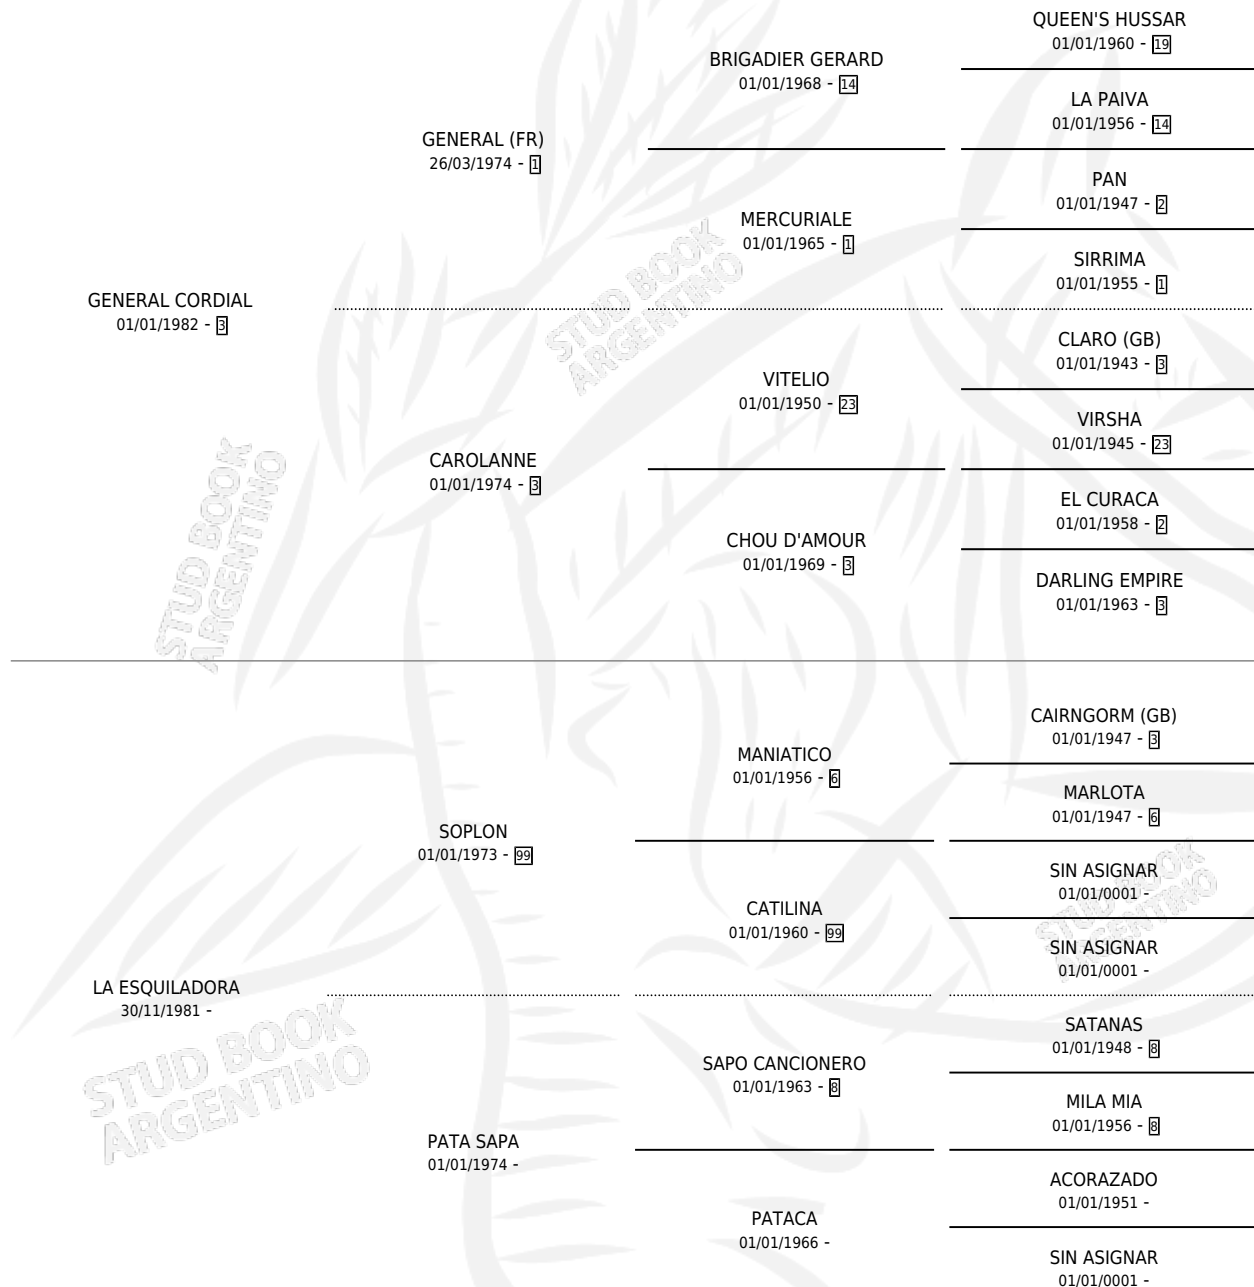 QUEEN'S HUSSAR
01/01/1960 - 19
BRIGADIER GERARD
01/01/1968 - 14
LA PAIVA
01/01/1956 - 14
GENERAL (FR)
26/03/1974 - 1
PAN
01/01/1947 - 2
MERCURIALE
01/01/1965 - 1
SIRRIMA
01/01/1955 - 1
GENERAL CORDIAL
01/01/1982 - 3
CLARO (GB)
01/01/1943 - 3
VITELIO
01/01/1950 - 23
VIRSHA
01/01/1945 - 23
CAROLANNE
01/01/1974 - 3
EL CURACA
01/01/1958 - 2
CHOU D'AMOUR
01/01/1969 - 3
DARLING EMPIRE
01/01/1963 - 3
CAIRNGORM (GB)
01/01/1947 - 3
MANIATICO
01/01/1956 - 6
MARLOTA
01/01/1947 - 6
SOPLON
01/01/1973 - 99
SIN ASIGNAR
01/01/0001 -
CATILINA
01/01/1960 - 99
SIN ASIGNAR
01/01/0001 -
LA ESQUILADORA
30/11/1981 -
SATANAS
01/01/1948 - 8
SAPO CANCIONERO
01/01/1963 - 8
MILA MIA
01/01/1956 - 8
PATA SAPA
01/01/1974 -
ACORAZADO
01/01/1951 -
PATACA
01/01/1966 -
SIN ASIGNAR
01/01/0001 -
STUD BOOK
ARGENTINO
STUD BOOK
ARGENTINO
STUD BOOK
ARGENTINO
STUD BOOK
ARGENTINO